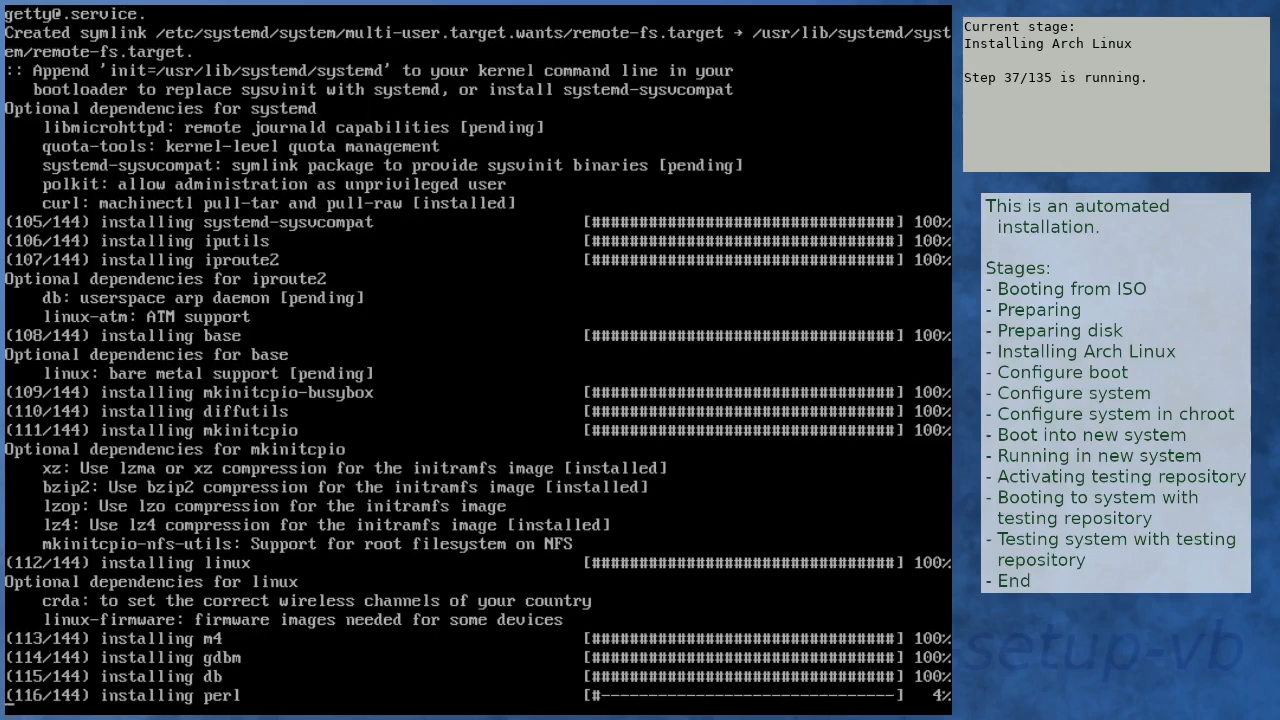 getty@.service.
Created symlink /etc/systemd/system/multi-user.target.wants/remote-fs.target → /usr/lib/systemd/syst
em/remote-fs.target.
:: Append 'init=/usr/lib/systemd/systemd' to your kernel command line in your
   bootloader to replace sysvinit with systemd, or install systemd-sysvcompat
Optional dependencies for systemd
    libmicrohttpd: remote journald capabilities [pending]
    quota-tools: kernel-level quota management
    systemd-sysvcompat: symlink package to provide sysvinit binaries [pending]
    polkit: allow administration as unprivileged user
    curl: machinectl pull-tar and pull-raw [installed]
(105/144) installing systemd-sysvcompat [################################] 100%
(106/144) installing iputils [################################] 100%
(107/144) installing iproute2 [################################] 100%
Optional dependencies for iproute2
    db: userspace arp daemon [pending]
    linux-atm: ATM support
(108/144) installing base [################################] 100%
Optional dependencies for base
    linux: bare metal support [pending]
(109/144) installing mkinitcpio-busybox [################################] 100%
(110/144) installing diffutils [################################] 100%
(111/144) installing mkinitcpio [################################] 100%
Optional dependencies for mkinitcpio
    xz: Use lzma or xz compression for the initramfs image [installed]
    bzip2: Use bzip2 compression for the initramfs image [installed]
    lzop: Use lzo compression for the initramfs image
    lz4: Use lz4 compression for the initramfs image [installed]
    mkinitcpio-nfs-utils: Support for root filesystem on NFS
(112/144) installing linux [################################] 100%
Optional dependencies for linux
    crda: to set the correct wireless channels of your country
    linux-firmware: firmware images needed for some devices
(113/144) installing m4 [################################] 100%
(114/144) installing gdbm [################################] 100%
(115/144) installing db [################################] 100%
(116/144) installing perl [#-------------------------------] 4%
Current stage:
Installing Arch Linux
Step 37/135 is running.
This is an automated
installation.
Stages:
- Booting from ISO
- Preparing
- Preparing disk
- Installing Arch Linux
- Configure boot
- Configure system
- Configure system in chroot
- Boot into new system
- Running in new system
- Activating testing repository
- Booting to system with
testing repository
- Testing system with testing
repository
- End
setup-vb